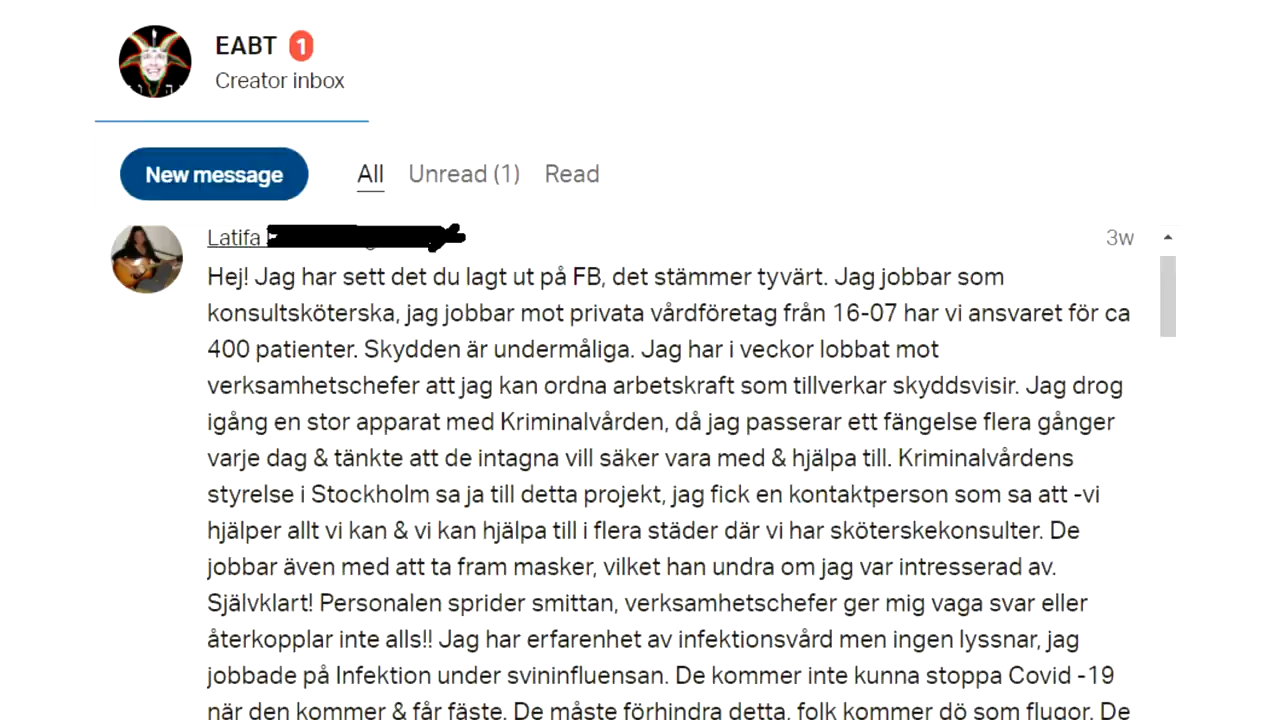 EABT 1
Creator inbox
New message All Unread (1) Read
Latifa
3w
Hej! Jag har sett det du lagt ut på FB, det stämmer tyvärt. Jag jobbar som
konsultsköterska, jag jobbar mot privata vårdföretag från 16-07 har vi ansvaret för ca
400 patienter. Skydden är undermåliga. Jag har i veckor lobbat mot
verksamhetschefer att jag kan ordna arbetskraft som tillverkar skyddsvisir. Jag drog
igång en stor apparat med Kriminalvården, då jag passerar ett fängelse flera gånger
varje dag & tänkte att de intagna vill säker vara med & hjälpa till. Kriminalvårdens
styrelse i Stockholm sa ja till detta projekt, jag fick en kontaktperson som sa att -vi
hjälper allt vi kan & vi kan hjälpa till i flera städer där vi har sköterskekonsulter. De
jobbar även med att ta fram masker, vilket han undra om jag var intresserad av.
Självklart! Personalen sprider smittan, verksamhetschefer ger mig vaga svar eller
återkopplar inte alls!! Jag har erfarenhet av infektionsvård men ingen lyssnar, jag
jobbade på Infektion under svininfluensan. De kommer inte kunna stoppa Covid -19
när den kommer & får fäste. De måste förhindra detta, folk kommer dö som flugor. De